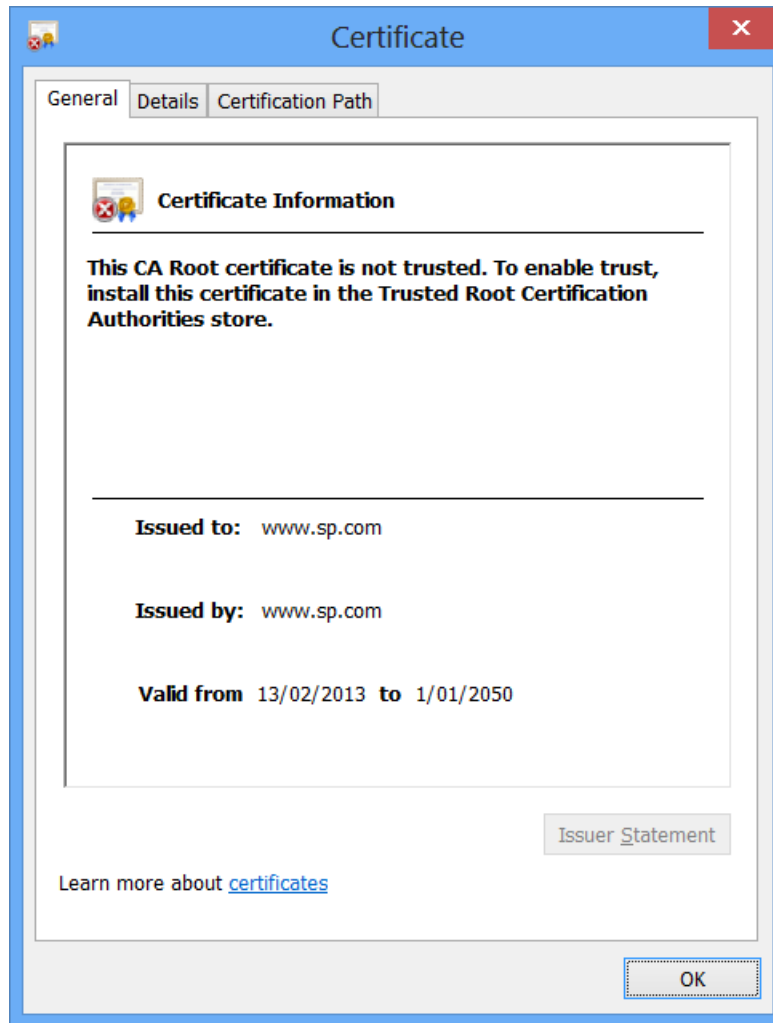 Certificate
General Details Certification Path
Certificate Information
This CA Root certificate is not trusted. To enable trust,
install this certificate in the Trusted Root Certification
Authorities store.
Issued to: www.sp.com
Issued by: www.sp.com
Valid from 13/02/2013 to 1/01/2050
Issuer Statement
Learn more about certificates
OK